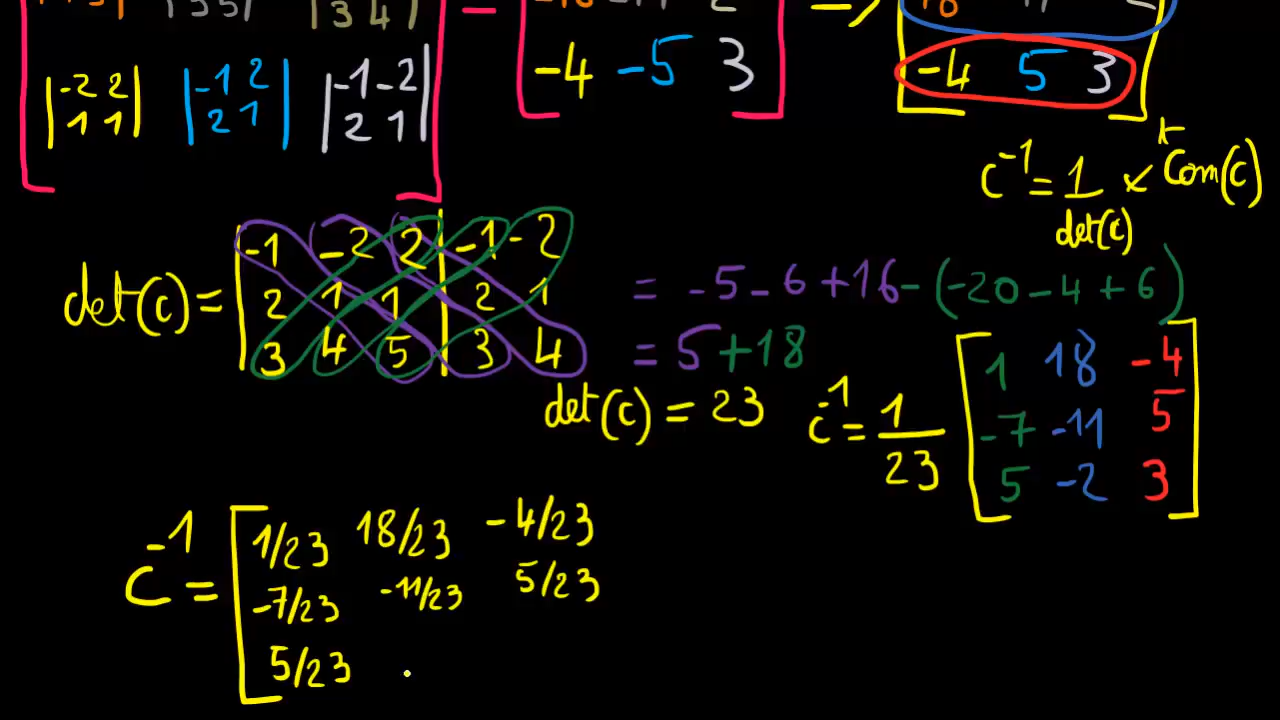 -4 -5 3
-4 5 3
|-2 2| |-1 2| |-1 -2|
|1 1| |2 1| |2 1|
C⁻¹ = 1/det(C) × ᵗCom(C)
-1 -2 2 | -1 -2
det(C) = 2 1 1 | 2 1
3 4 5 | 3 4
= -5 - 6 + 16 - (-20 - 4 + 6)
= 5 + 18
det(C) = 23
C⁻¹ = 1/23
1 18 -4
-7 -11 5
5 -2 3
C⁻¹ =
1/23 18/23 -4/23
-7/23 -11/23 5/23
5/23